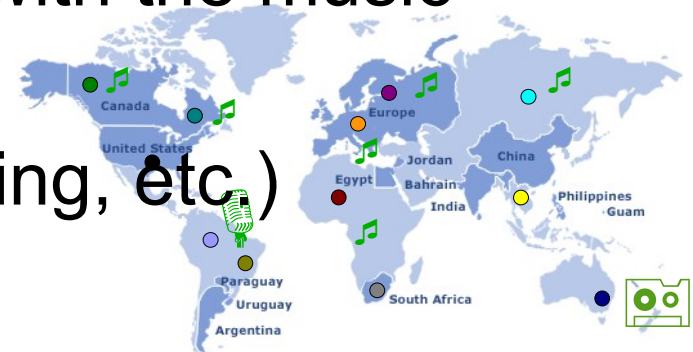 with the music
Canada
Europe
United States
Jordan
China
ing, etc.)
Egypt
Bahrain
Philippines
India
Guam
Paraguay
South Africa
Uruguay
Argentina